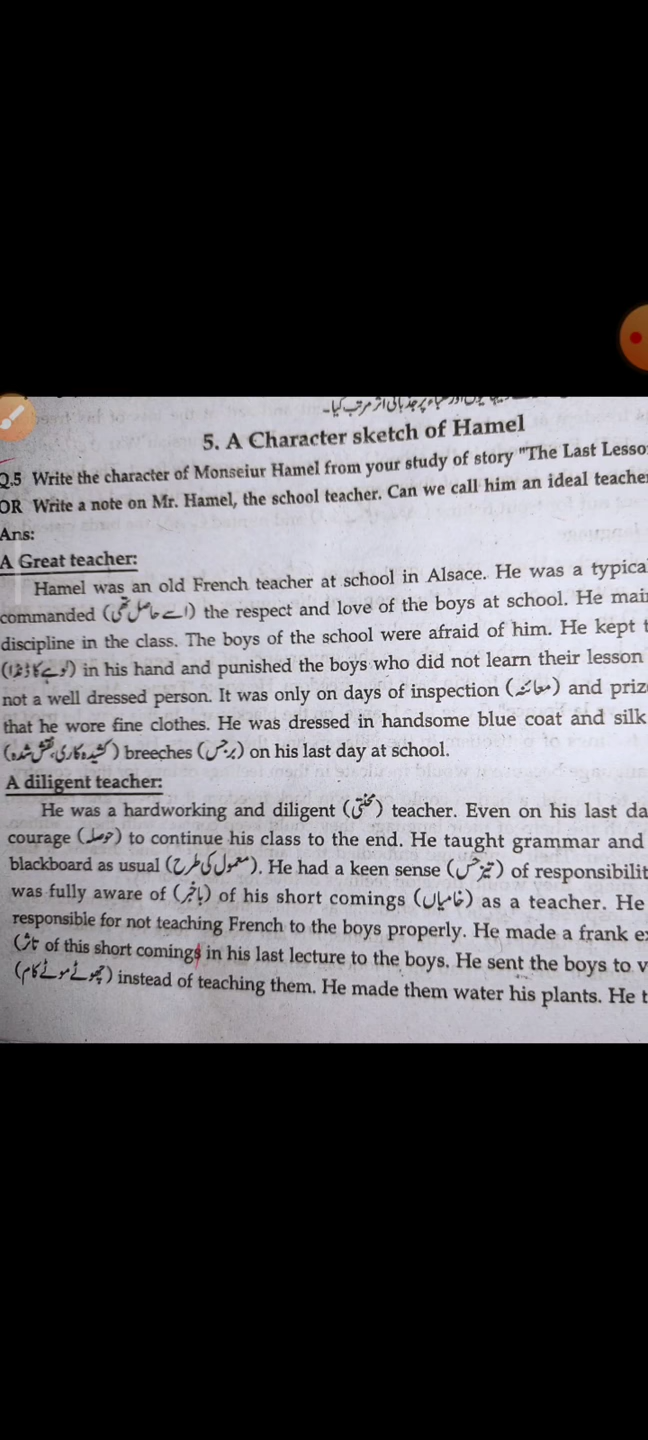 اثر مرتب کیا۔
5. A Character sketch of Hamel
Q.5 Write the character of Monseiur Hamel from your study of story "The Last Lesso
OR Write a note on Mr. Hamel, the school teacher. Can we call him an ideal teache
Ans:
A Great teacher:
Hamel was an old French teacher at school in Alsace. He was a typica
commanded (اسے حاصل تھی) the respect and love of the boys at school. He mai
discipline in the class. The boys of the school were afraid of him. He kept t
(لوہے کا ڈنڈا) in his hand and punished the boys who did not learn their lesson
not a well dressed person. It was only on days of inspection (معائنہ) and priz
that he wore fine clothes. He was dressed in handsome blue coat and silk
(کشیدہ کاری، نقش شدہ) breeches (برجس) on his last day at school.
A diligent teacher:
He was a hardworking and diligent (محنتی) teacher. Even on his last da
courage (حوصلہ) to continue his class to the end. He taught grammar and
blackboard as usual (معمول کی طرح). He had a keen sense (تیز حس) of responsibilit
was fully aware of (باخبر) of his short comings (خامیاں) as a teacher. He
responsible for not teaching French to the boys properly. He made a frank e
of this short comings in his last lecture to the boys. He sent the boys to v
(چھوٹے موٹے کام) instead of teaching them. He made them water his plants. He t